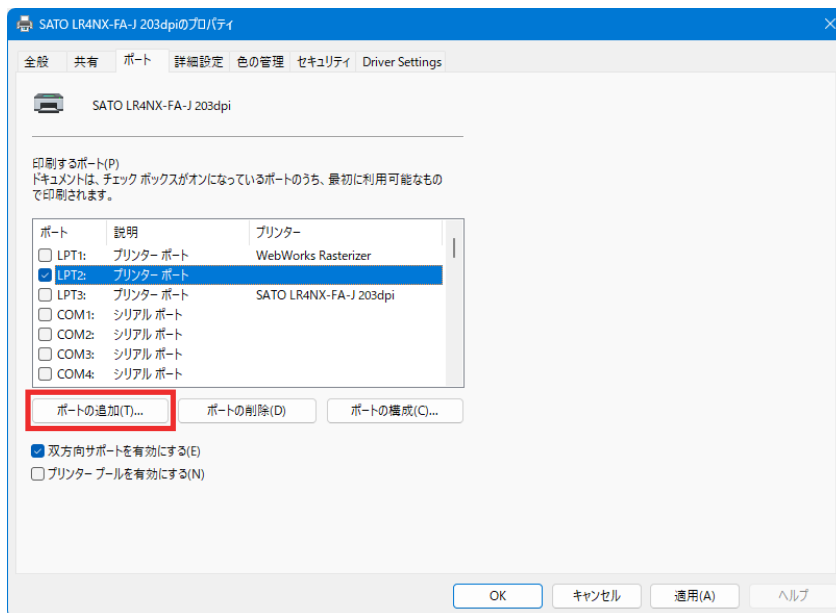 SATO LR4NX-FA-J 203dpiのプロパティ
全般 共有 ポート 詳細設定 色の管理 セキュリティ Driver Settings
SATO LR4NX-FA-J 203dpi
印刷するポート(P)
ドキュメントは、チェック ボックスがオンになっているポートのうち、最初に利用可能なもの
で印刷されます。
ポート 説明 プリンター
LPT1: プリンター ポート WebWorks Rasterizer
LPT2: プリンター ポート
LPT3: プリンター ポート SATO LR4NX-FA-J 203dpi
COM1: シリアル ポート
COM2: シリアル ポート
COM3: シリアル ポート
COM4: シリアル ポート
ポートの追加(T)... ポートの削除(D) ポートの構成(C)...
双方向サポートを有効にする(E)
プリンター プールを有効にする(N)
OK キャンセル 適用(A) ヘルプ